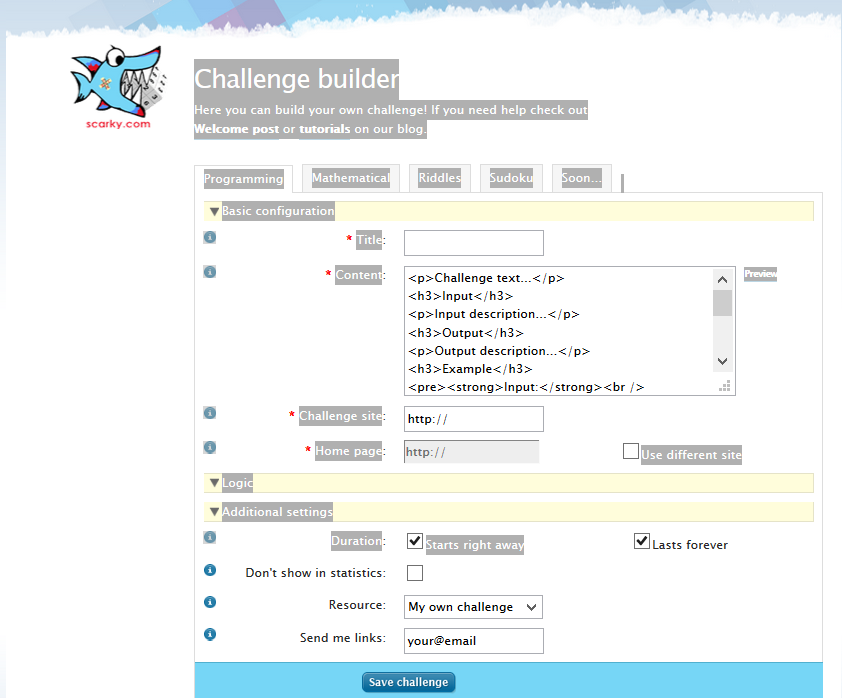 scarky.com
Challenge builder
Here you can build your own challenge! If you need help check out
Welcome post or tutorials on our blog.
Programming Mathematical Riddles Sudoku Soon...
Basic configuration
* Title:
* Content:
<p>Challenge text...</p>
<h3>Input</h3>
<p>Input description...</p>
<h3>Output</h3>
<p>Output description...</p>
<h3>Example</h3>
<pre><strong>Input:</strong><br />
Preview
* Challenge site: http://
* Home page: http:// Use different site
Logic
Additional settings
Duration: Starts right away Lasts forever
Don't show in statistics:
Resource: My own challenge
Send me links: your@email
Save challenge